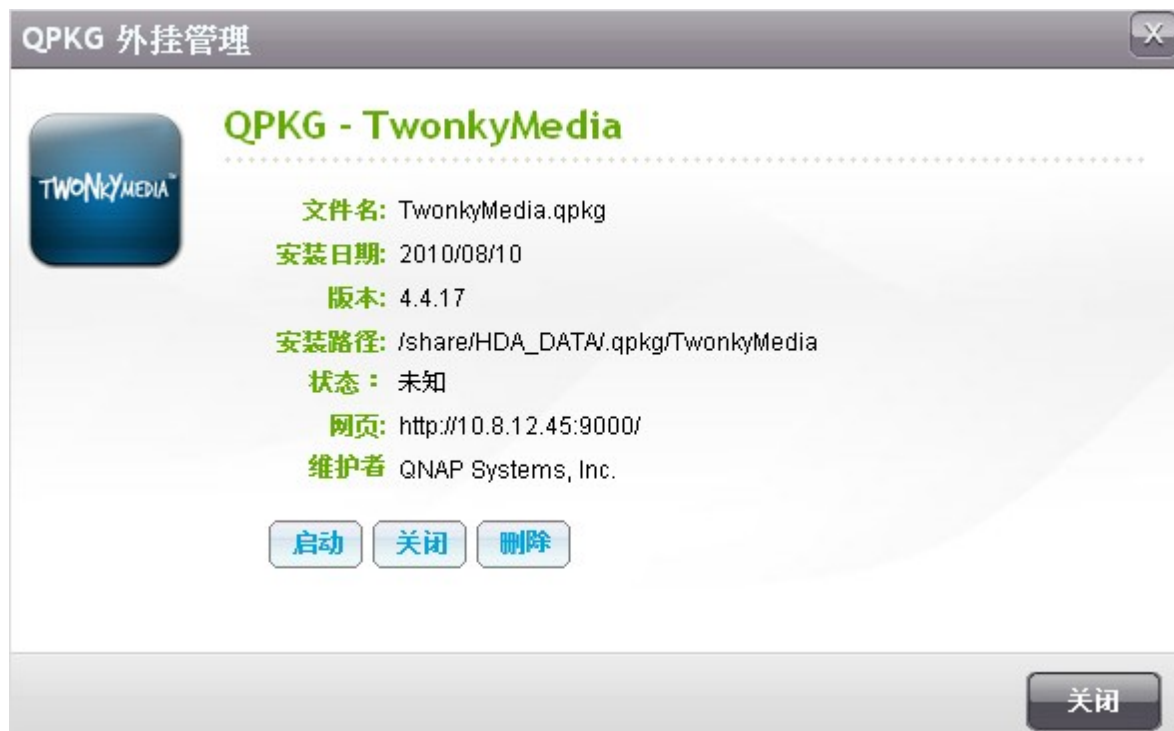 QPKG 外挂管理
X
TWONKYMEDIA™
QPKG - TwonkyMedia
文件名: TwonkyMedia.qpkg
安装日期: 2010/08/10
版本: 4.4.17
安装路径: /share/HDA_DATA/.qpkg/TwonkyMedia
状态： 未知
网页: http://10.8.12.45:9000/
维护者 QNAP Systems, Inc.
启动 关闭 删除
关闭